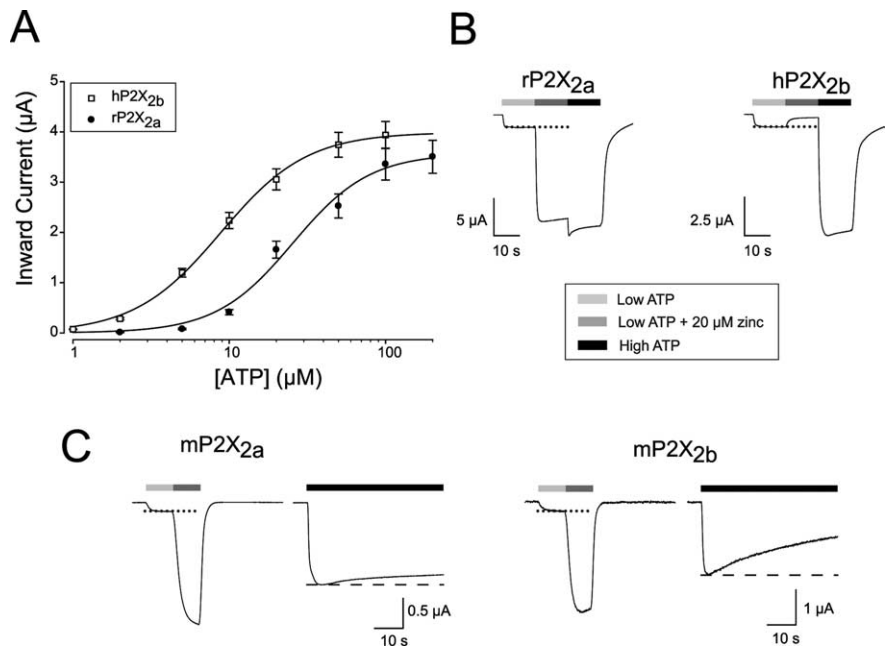 A
Inward Current (μA)
5
4
3
2
1
0
hP2X2b
rP2X2a
1
10
100
[ATP] (μM)
B
rP2X2a
hP2X2b
5 μA
10 s
2.5 μA
10 s
Low ATP
Low ATP + 20 μM zinc
High ATP
C
mP2X2a
mP2X2b
0.5 μA
10 s
1 μA
10 s